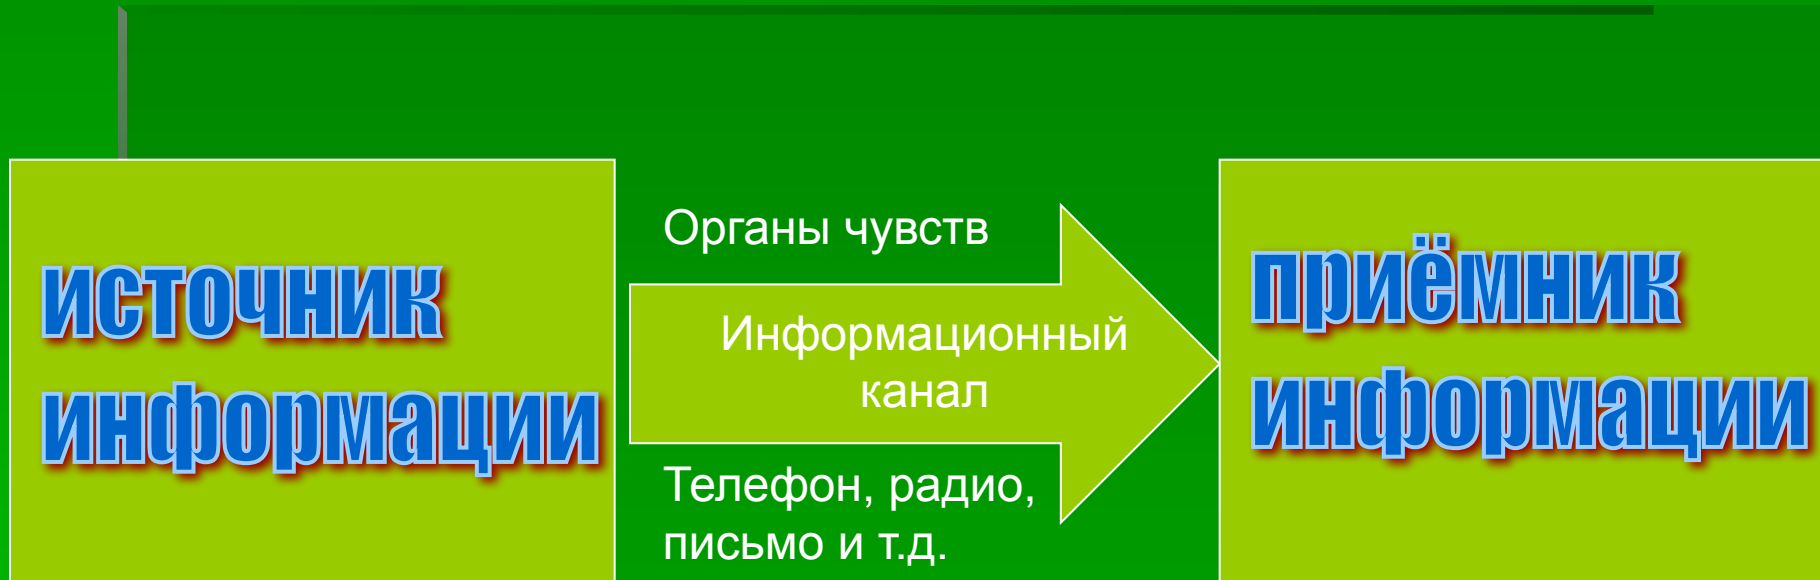 источник
информации
Органы чувств
Информационный
канал
Телефон, радио,
письмо и т.д.
приёмник
информации